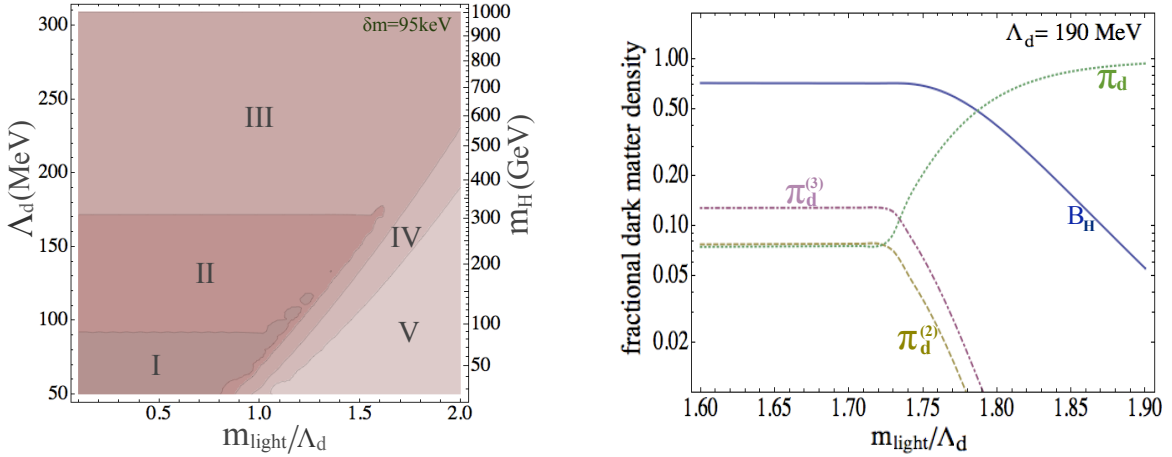 δm=95keV
300
250
200
150
100
50
Λd(MeV)
1000
900
800
700
600
500
400
300
200
100
50
mH(GeV)
III
II
IV
V
I
0.5
1.0
1.5
2.0
mlight/Λd
Λd= 190 MeV
1.00
0.50
0.20
0.10
0.05
0.02
fractional dark matter density
πd
πd(3)
BH
πd(2)
1.60 1.65 1.70 1.75 1.80 1.85 1.90
mlight/Λd